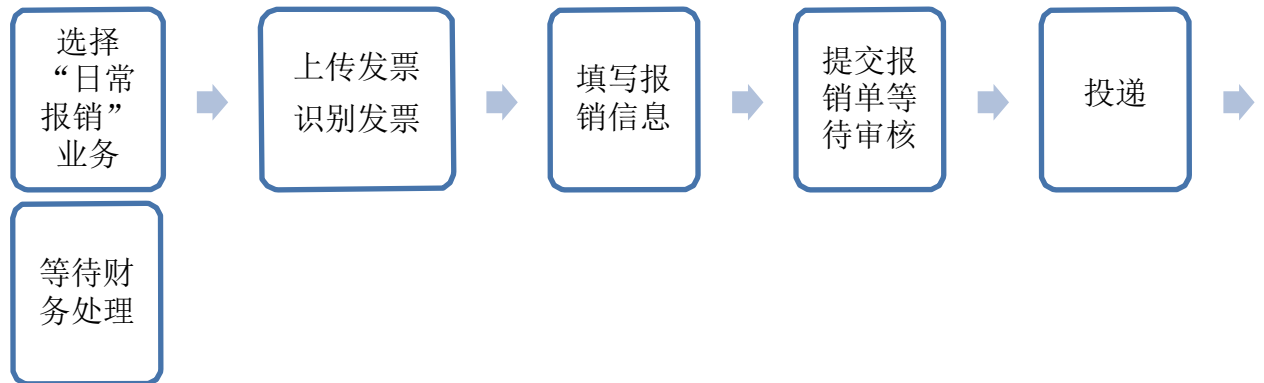 选择
“日常
报销”
业务
上传发票
识别发票
填写报
销信息
提交报
销单等
待审核
投递
等待财
务处理